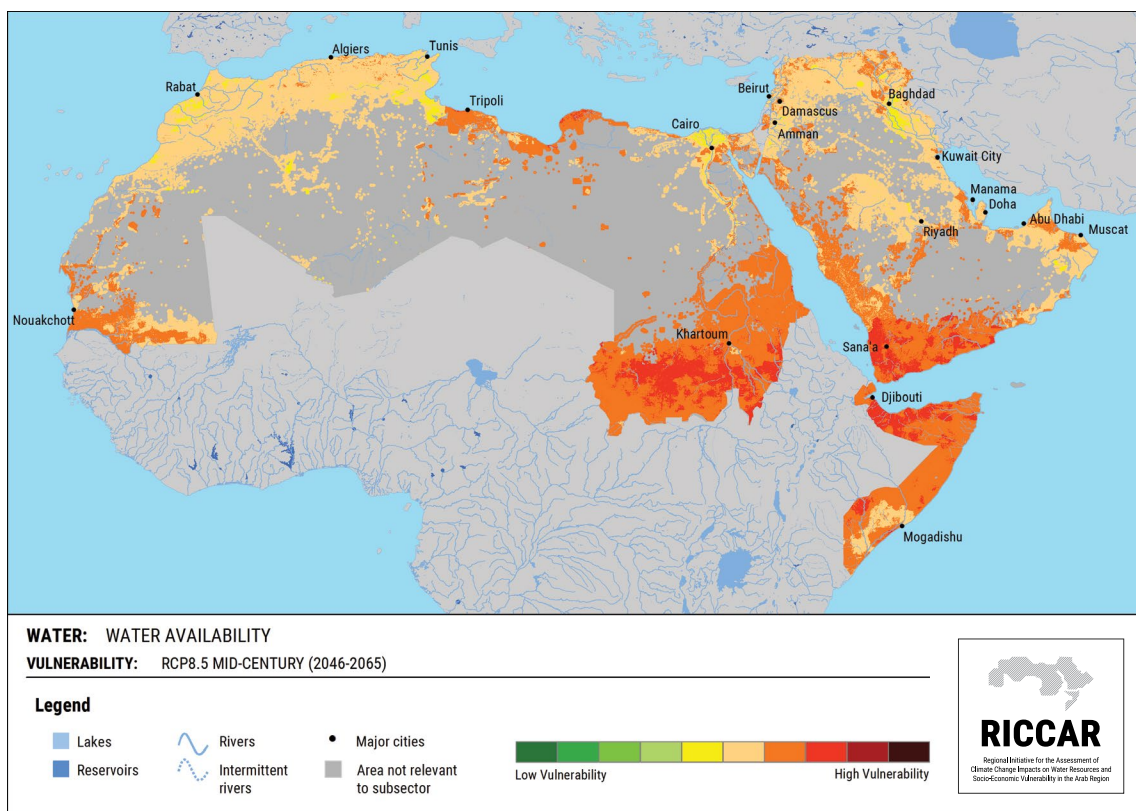 Algiers
Tunis
Rabat
Tripoli
Beirut
Damascus
Baghdad
Cairo
Amman
Kuwait City
Manama
Doha
Abu Dhabi
Riyadh
Muscat
Nouakchott
Khartoum
Sana'a
Djibouti
Mogadishu
WATER: WATER AVAILABILITY
VULNERABILITY: RCP8.5 MID-CENTURY (2046-2065)
Legend
Lakes
Reservoirs
Rivers
Intermittent
rivers
Major cities
Area not relevant
to subsector
Low Vulnerability
High Vulnerability
RICCAR
Regional Initiative for the Assessment of
Climate Change Impacts on Water Resources and
Socio-Economic Vulnerability in the Arab Region